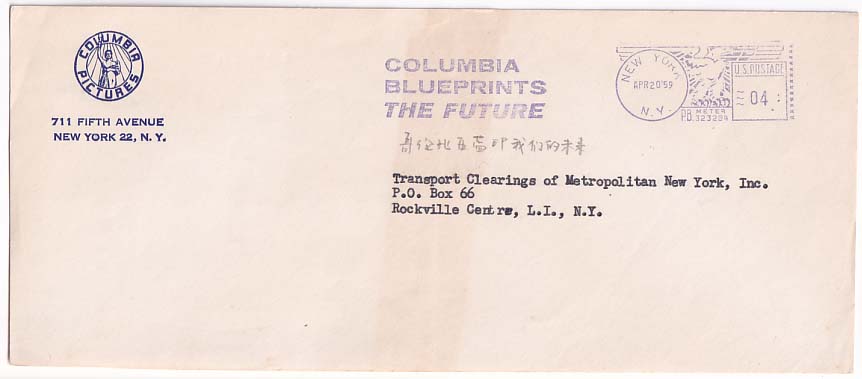 COLUMBIA PICTURES
711 FIFTH AVENUE
NEW YORK 22, N. Y.
COLUMBIA
BLUEPRINTS
THE FUTURE
NEW YORK
APR 20 '59
N.Y.
U.S. POSTAGE
04
P.B. METER
323294
哥伦比亚蓝印我们的未来
Transport Clearings of Metropolitan New York, Inc.
P.O. Box 66
Rockville Centre, L.I., N.Y.